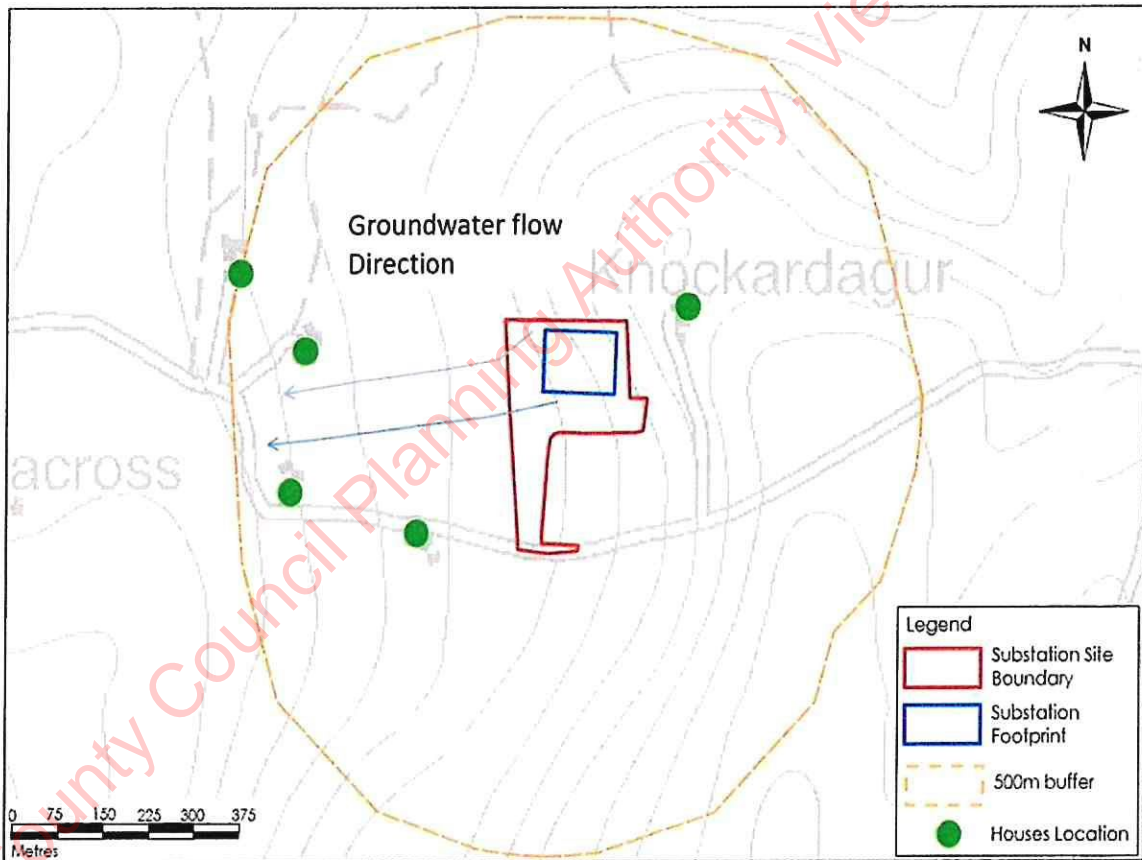 N
Groundwater flow
Direction
Knockardagur
across
ounty Council Planning Authority, Vie
Legend
Substation Site
Boundary
Substation
Footprint
500m buffer
Houses Location
0 75 150 225 300 375
Metres